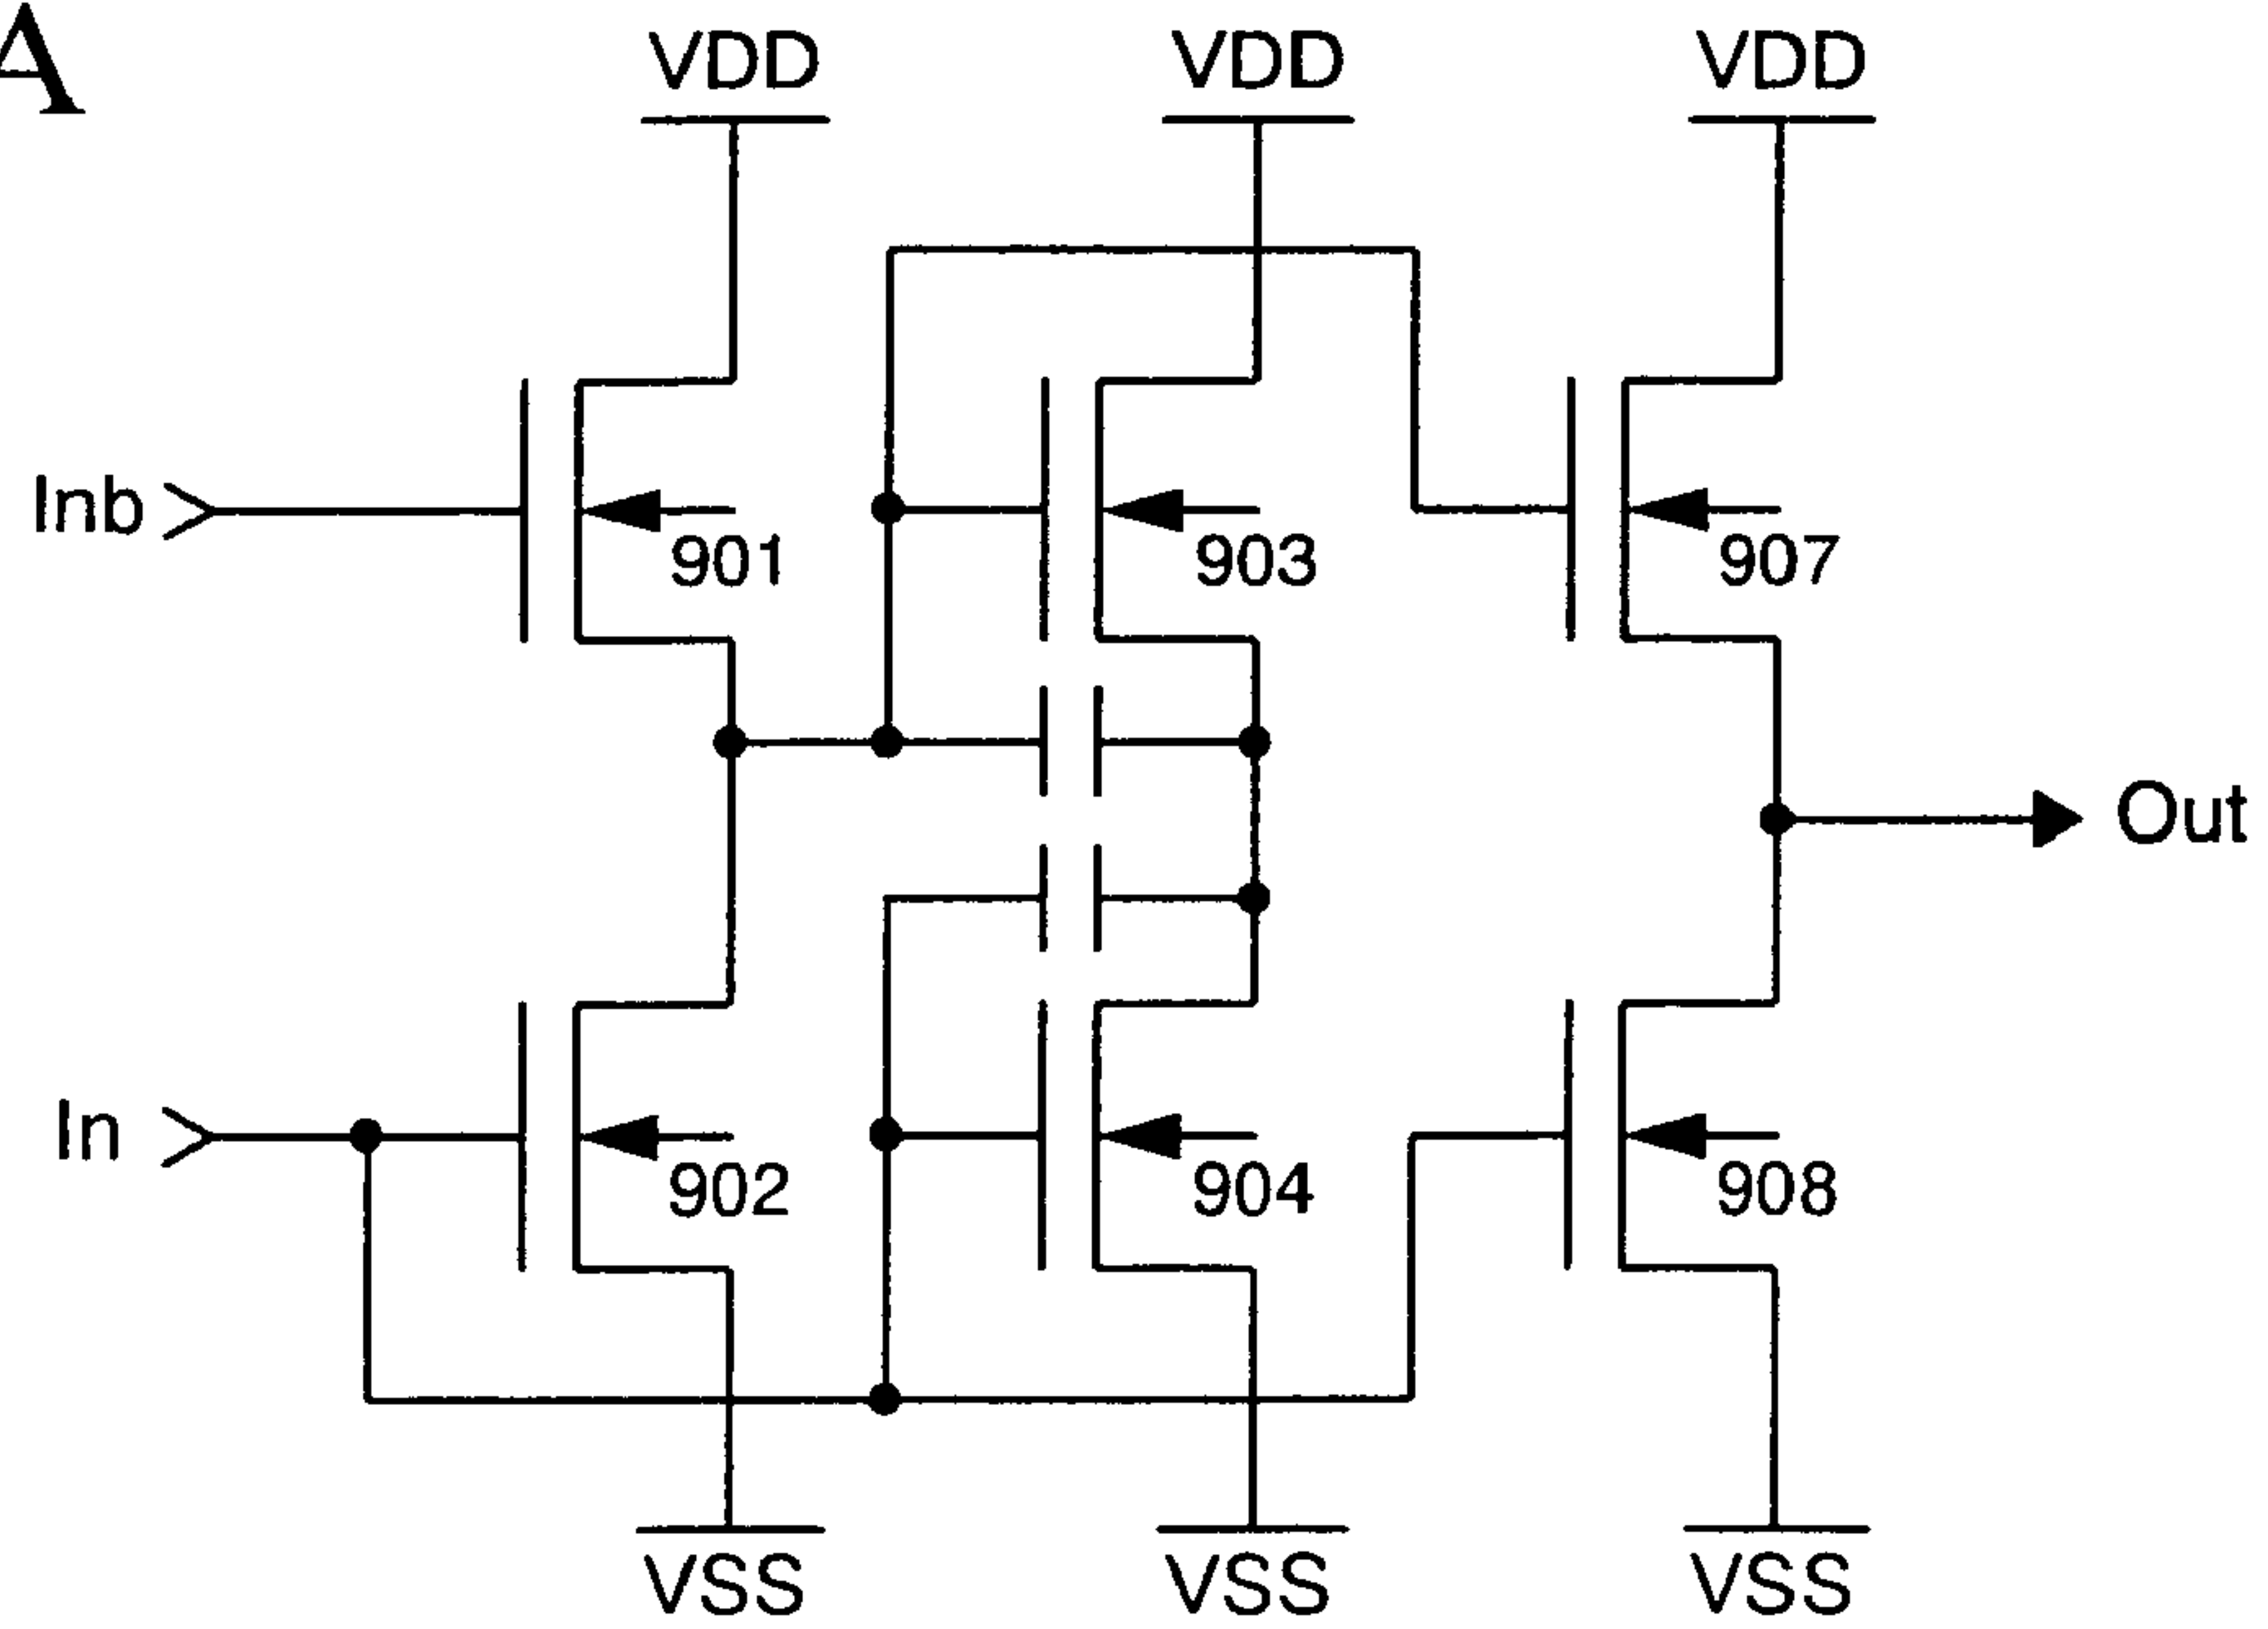 A
VDD VDD VDD
Inb
901 903 907
Out
In
902 904 908
VSS VSS VSS